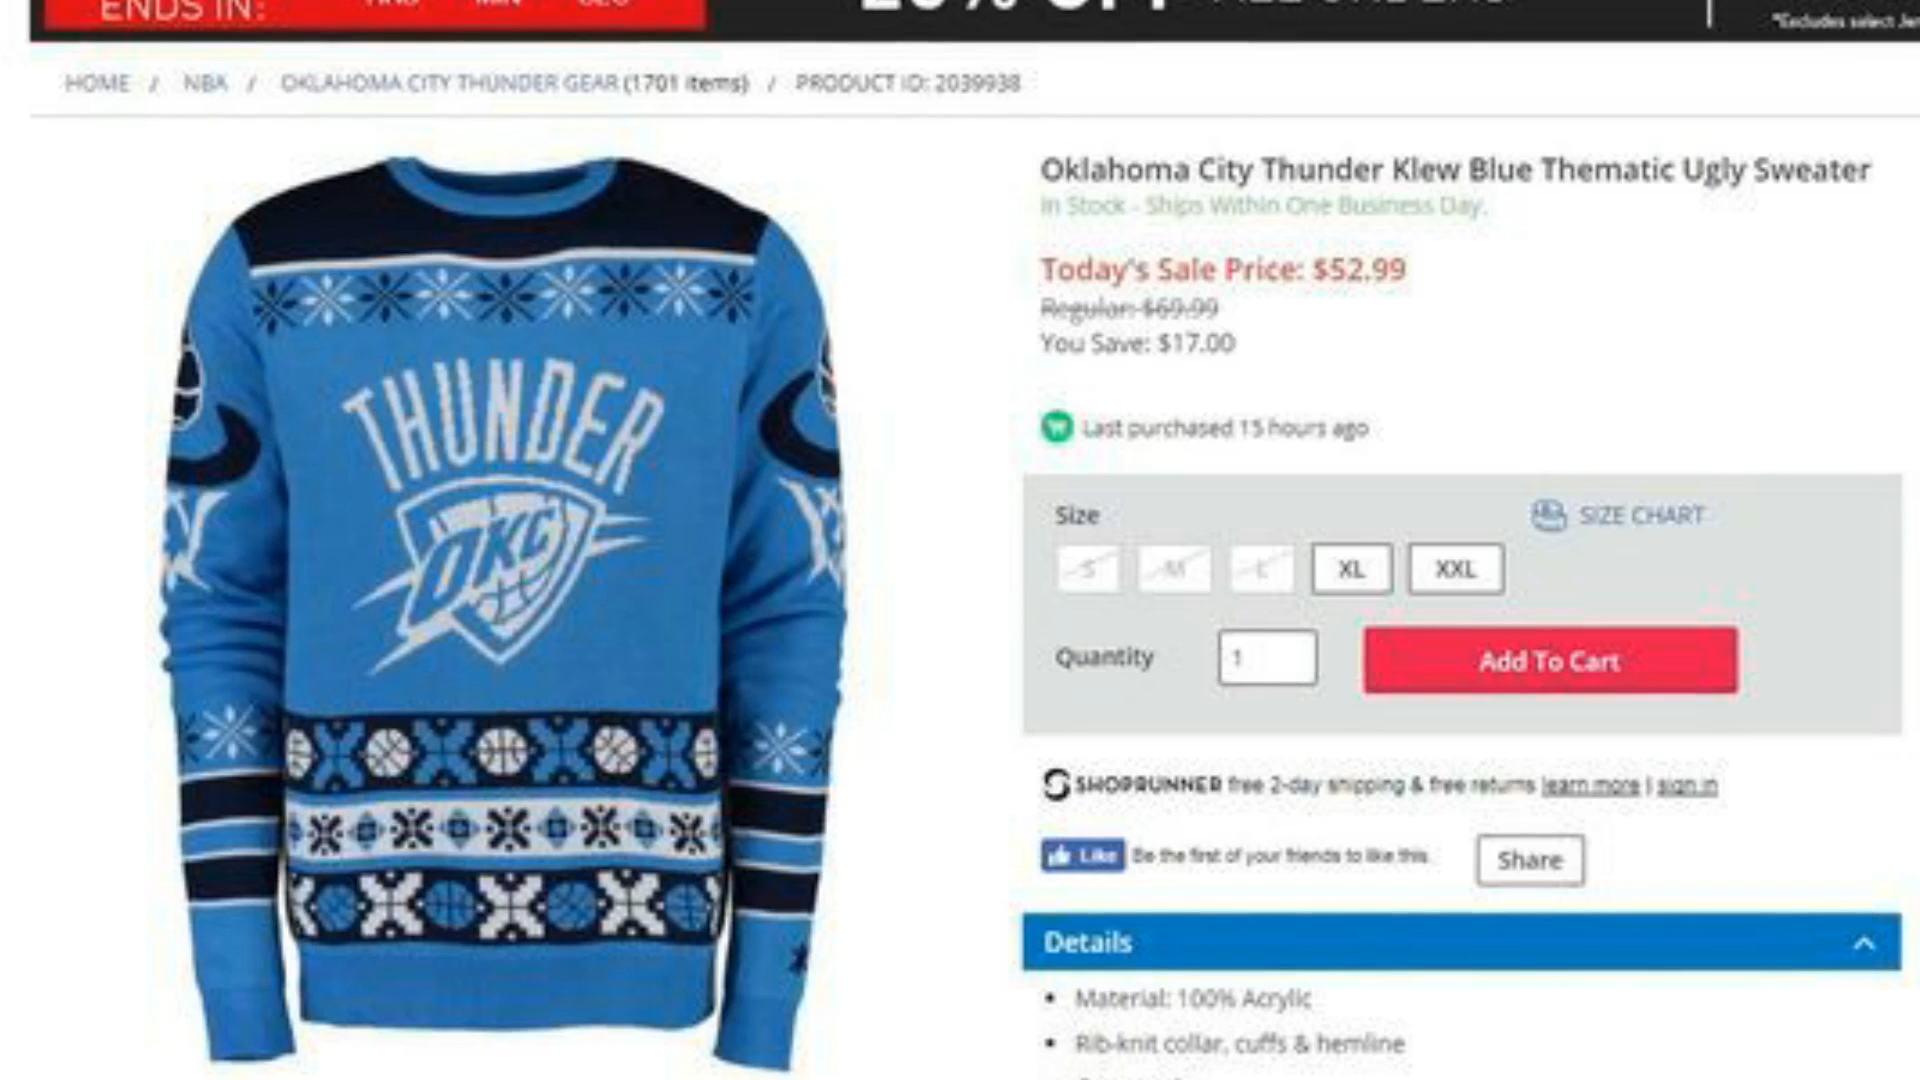 ENDS IN:
*Excludes select Jer
HOME / NBA / OKLAHOMA CITY THUNDER GEAR (1701 items) / PRODUCT ID: 2039938
Oklahoma City Thunder Klew Blue Thematic Ugly Sweater
In Stock - Ships Within One Business Day.
Today's Sale Price: $52.99
Regular: $69.99
You Save: $17.00
Last purchased 15 hours ago
THUNDER
OKC
Size
SIZE CHART
S M L XL XXL
Quantity 1 Add To Cart
SHOPRUNNER free 2-day shipping & free returns learn more | sign in
Like Be the first of your friends to like this.
Share
Details
• Material: 100% Acrylic
• Rib-knit collar, cuffs & hemline